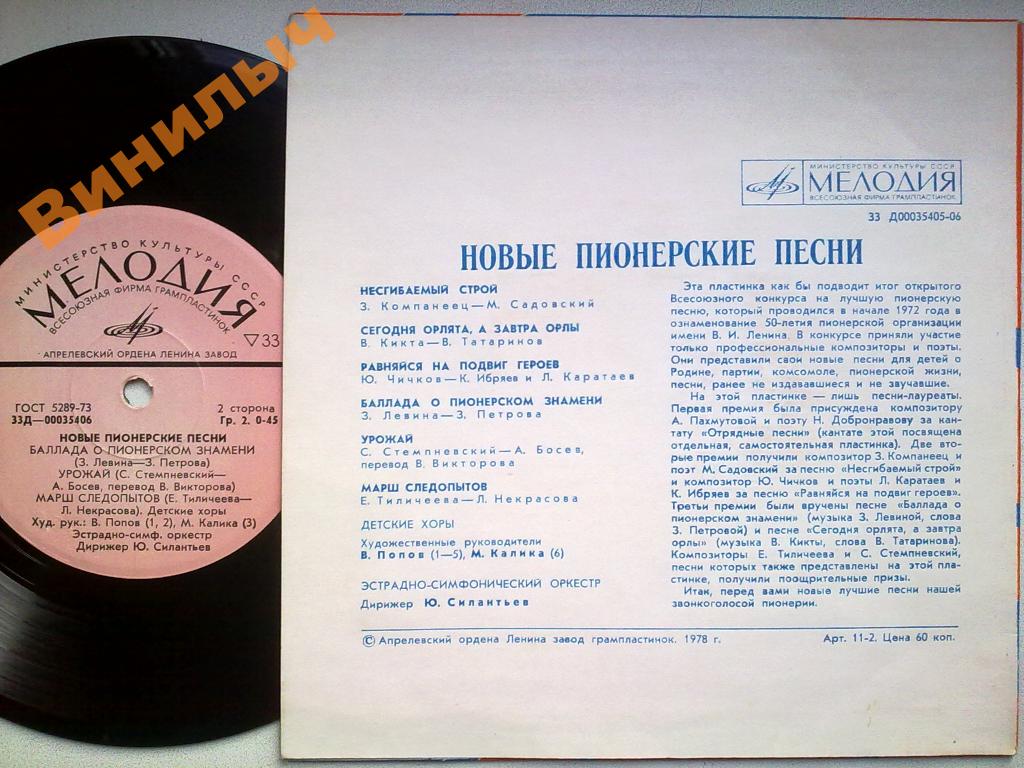 Винилыч
МИНИСТЕРСТВО КУЛЬТУРЫ СССР
МЕЛОДИЯ
ВСЕСОЮЗНАЯ ФИРМА ГРАМПЛАСТИНОК
▽33
АПРЕЛЕВСКИЙ ОРДЕНА ЛЕНИНА ЗАВОД
ГОСТ 5289-73
2 сторона
33Д—00035406
Гр. 2. 0-45
НОВЫЕ ПИОНЕРСКИЕ ПЕСНИ
БАЛЛАДА О ПИОНЕРСКОМ ЗНАМЕНИ
(З. Левина—З. Петрова)
УРОЖАЙ (С. Стемпневский—
А. Босев, перевод В. Викторова)
МАРШ СЛЕДОПЫТОВ (Е. Тиличеева—
Л. Некрасова). Детские хоры
Худ. рук.: В. Попов (1, 2), М. Калика (3)
Эстрадно-симф. оркестр
Дирижер Ю. Силантьев
МИНИСТЕРСТВО КУЛЬТУРЫ СССР
МЕЛОДИЯ
ВСЕСОЮЗНАЯ ФИРМА ГРАМПЛАСТИНОК
33 Д00035405-06
НОВЫЕ ПИОНЕРСКИЕ ПЕСНИ
НЕСГИБАЕМЫЙ СТРОЙ
З. Компанеец—М. Садовский
СЕГОДНЯ ОРЛЯТА, А ЗАВТРА ОРЛЫ
В. Кикта—В. Татаринов
РАВНЯЙСЯ НА ПОДВИГ ГЕРОЕВ
Ю. Чичков—К. Ибряев и Л. Каратаев
БАЛЛАДА О ПИОНЕРСКОМ ЗНАМЕНИ
З. Левина—З. Петрова
УРОЖАЙ
С. Стемпневский—А. Босев,
перевод В. Викторова
МАРШ СЛЕДОПЫТОВ
Е. Тиличеева—Л. Некрасова
ДЕТСКИЕ ХОРЫ
Художественные руководители
В. Попов (1—5), М. Калика (6)
ЭСТРАДНО-СИМФОНИЧЕСКИЙ ОРКЕСТР
Дирижер Ю. Силантьев
Эта пластинка как бы подводит итог открытого
Всесоюзного конкурса на лучшую пионерскую
песню, который проводился в начале 1972 года в
ознаменование 50-летия пионерской организации
имени В. И. Ленина. В конкурсе приняли участие
только профессиональные композиторы и поэты.
Они представили свои новые песни для детей о
Родине, партии, комсомоле, пионерской жизни,
песни, ранее не издававшиеся и не звучавшие.
На этой пластинке — лишь песни-лауреаты.
Первая премия была присуждена композитору
А. Пахмутовой и поэту Н. Добронравову за кан-
тату «Отрядные песни» (кантате этой посвящена
отдельная, самостоятельная пластинка). Две вто-
рые премии получили композитор З. Компанеец и
поэт М. Садовский за песню «Несгибаемый строй»
и композитор Ю. Чичков и поэты Л. Каратаев и
К. Ибряев за песню «Равняйся на подвиг героев».
Третьи премии были вручены песне «Баллада о
пионерском знамени» (музыка З. Левиной, слова
З. Петровой) и песне «Сегодня орлята, а завтра
орлы» (музыка В. Кикты, слова В. Татаринова).
Композиторы Е. Тиличеева и С. Стемпневский,
песни которых также представлены на этой пла-
стинке, получили поощрительные призы.
Итак, перед вами новые лучшие песни нашей
звонкоголосой пионерии.
© Апрелевский ордена Ленина завод грампластинок. 1978 г.
Арт. 11-2. Цена 60 коп.